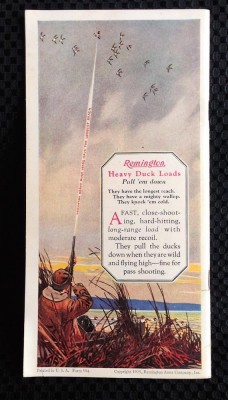 Remington,
Heavy Duck Loads
Pull 'em down
They have the longest reach.
They have a mighty wallop.
They knock 'em cold.
A FAST, close-shoot-
ing, hard-hitting,
long-range load with
moderate recoil.
They pull the ducks
down when they are wild
and flying high—fine for
pass shooting.
Printed in U. S. A.
Remington Arms Company, Inc.